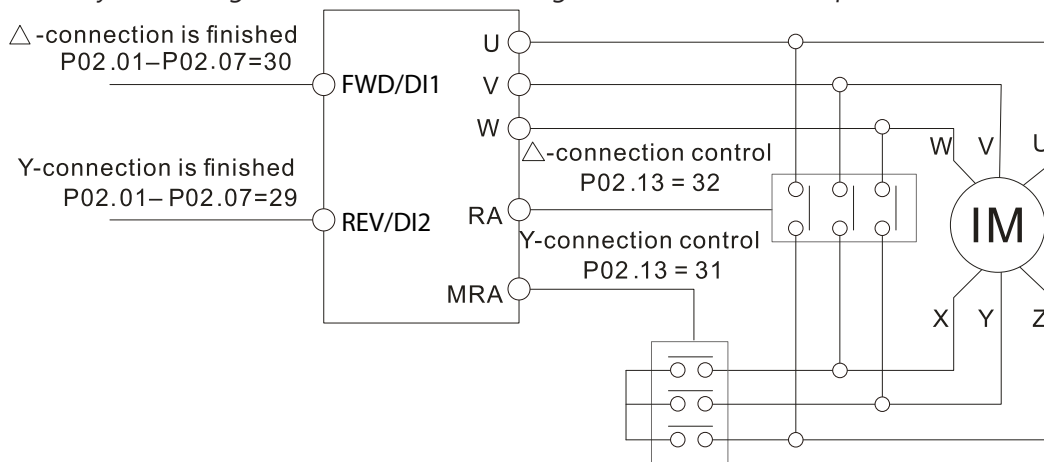 △-connection is finished
P02.01–P02.07=30
FWD/DI1
Y-connection is finished
P02.01– P02.07=29
REV/DI2
U
V
W
RA
MRA
△-connection control
P02.13 = 32
Y-connection control
P02.13 = 31
W V U
IM
X Y Z